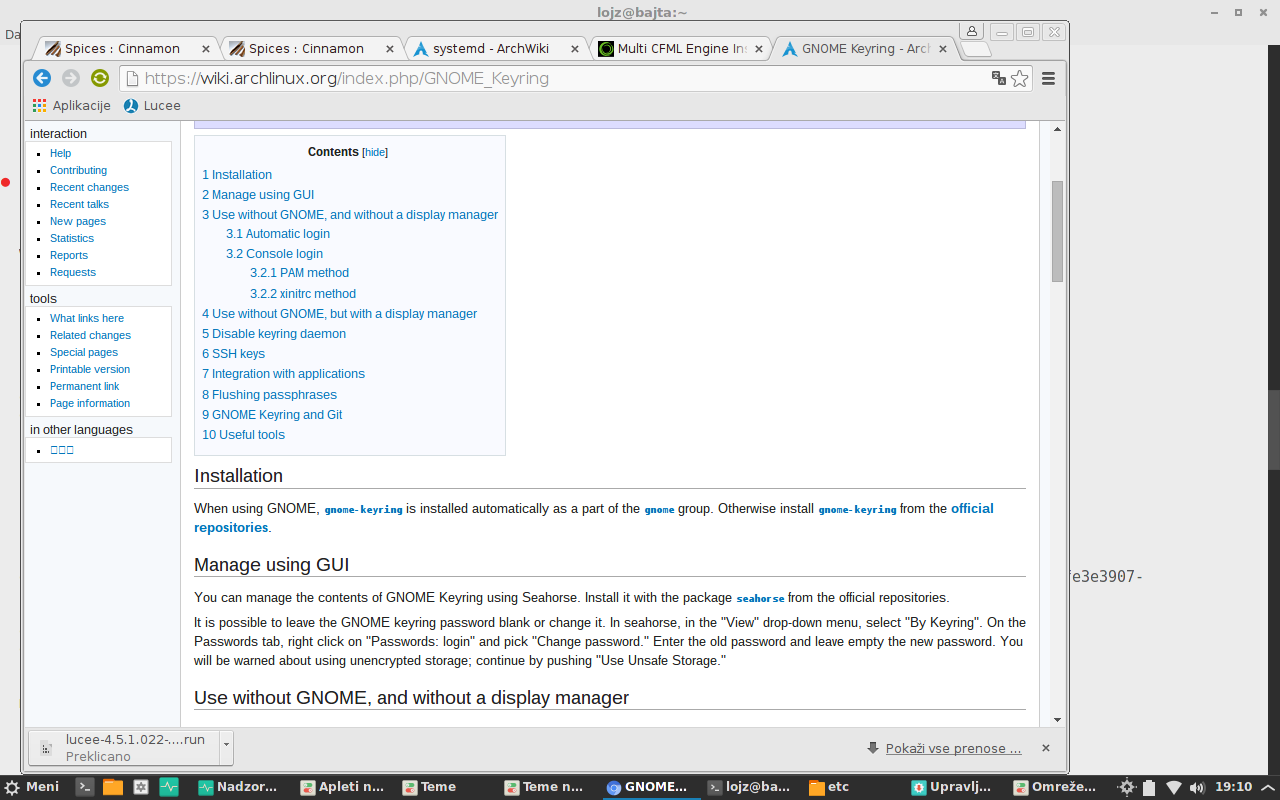 lojz@bajta:~
Da
Spices : Cinnamon
Spices : Cinnamon
systemd - ArchWiki
Multi CFML Engine In
GNOME Keyring - Arc
https://wiki.archlinux.org/index.php/GNOME_Keyring
Aplikacije
Lucee
interaction
Help
Contributing
Recent changes
Recent talks
New pages
Statistics
Reports
Requests
tools
What links here
Related changes
Special pages
Printable version
Permanent link
Page information
in other languages
Contents [hide]
1 Installation
2 Manage using GUI
3 Use without GNOME, and without a display manager
3.1 Automatic login
3.2 Console login
3.2.1 PAM method
3.2.2 xinitrc method
4 Use without GNOME, but with a display manager
5 Disable keyring daemon
6 SSH keys
7 Integration with applications
8 Flushing passphrases
9 GNOME Keyring and Git
10 Useful tools
Installation
When using GNOME, gnome-keyring is installed automatically as a part of the gnome group. Otherwise install gnome-keyring from the official
repositories.
Manage using GUI
You can manage the contents of GNOME Keyring using Seahorse. Install it with the package seahorse from the official repositories.
It is possible to leave the GNOME keyring password blank or change it. In seahorse, in the "View" drop-down menu, select "By Keyring". On the
Passwords tab, right click on "Passwords: login" and pick "Change password." Enter the old password and leave empty the new password. You
will be warned about using unencrypted storage; continue by pushing "Use Unsafe Storage."
Use without GNOME, and without a display manager
e3e3907-
lucee-4.5.1.022-....run
Preklicano
Pokaži vse prenose ...
Meni
Nadzor...
Apleti n...
Teme
Teme n...
GNOME...
lojz@ba...
etc
Upravlj...
Omreže...
19:10